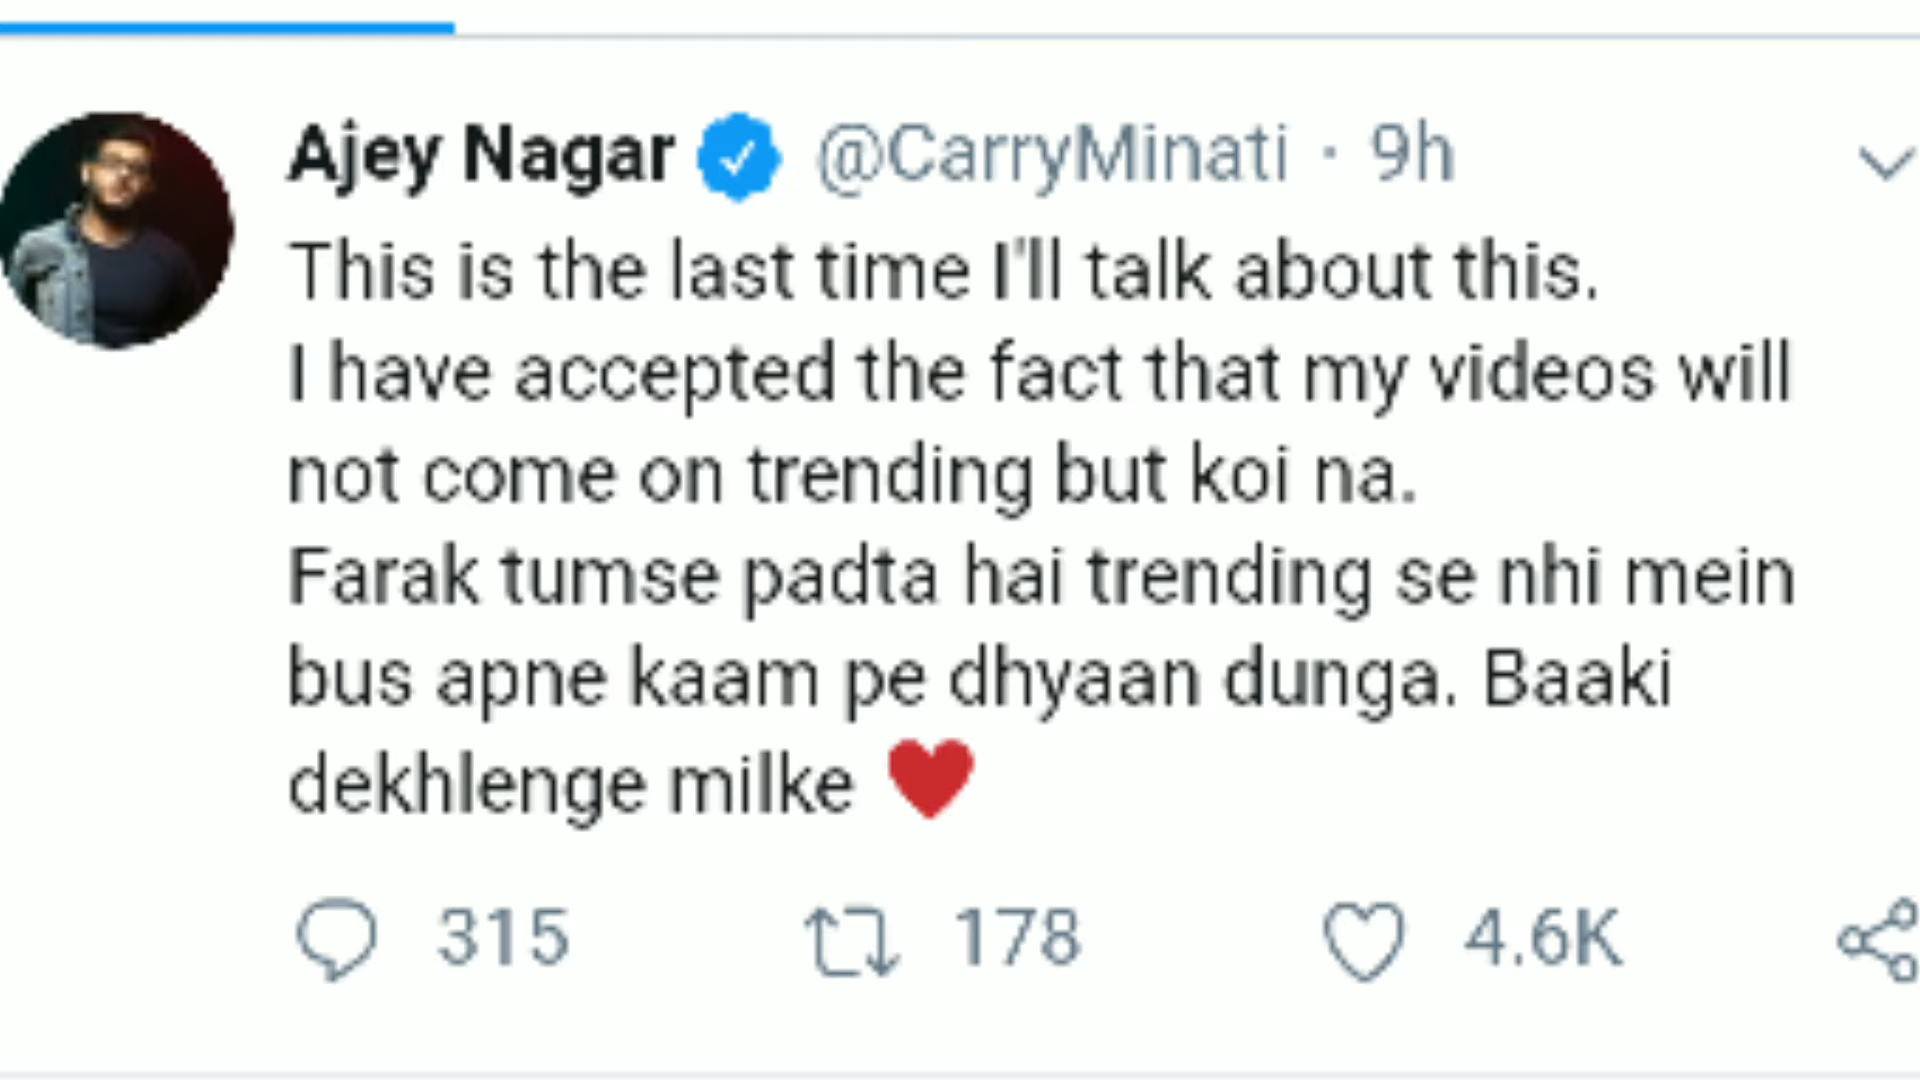 Ajey Nagar @CarryMinati · 9h
This is the last time I'll talk about this.
I have accepted the fact that my videos will
not come on trending but koi na.
Farak tumse padta hai trending se nhi mein
bus apne kaam pe dhyaan dunga. Baaki
dekhlenge milke ❤️
315 178 4.6K